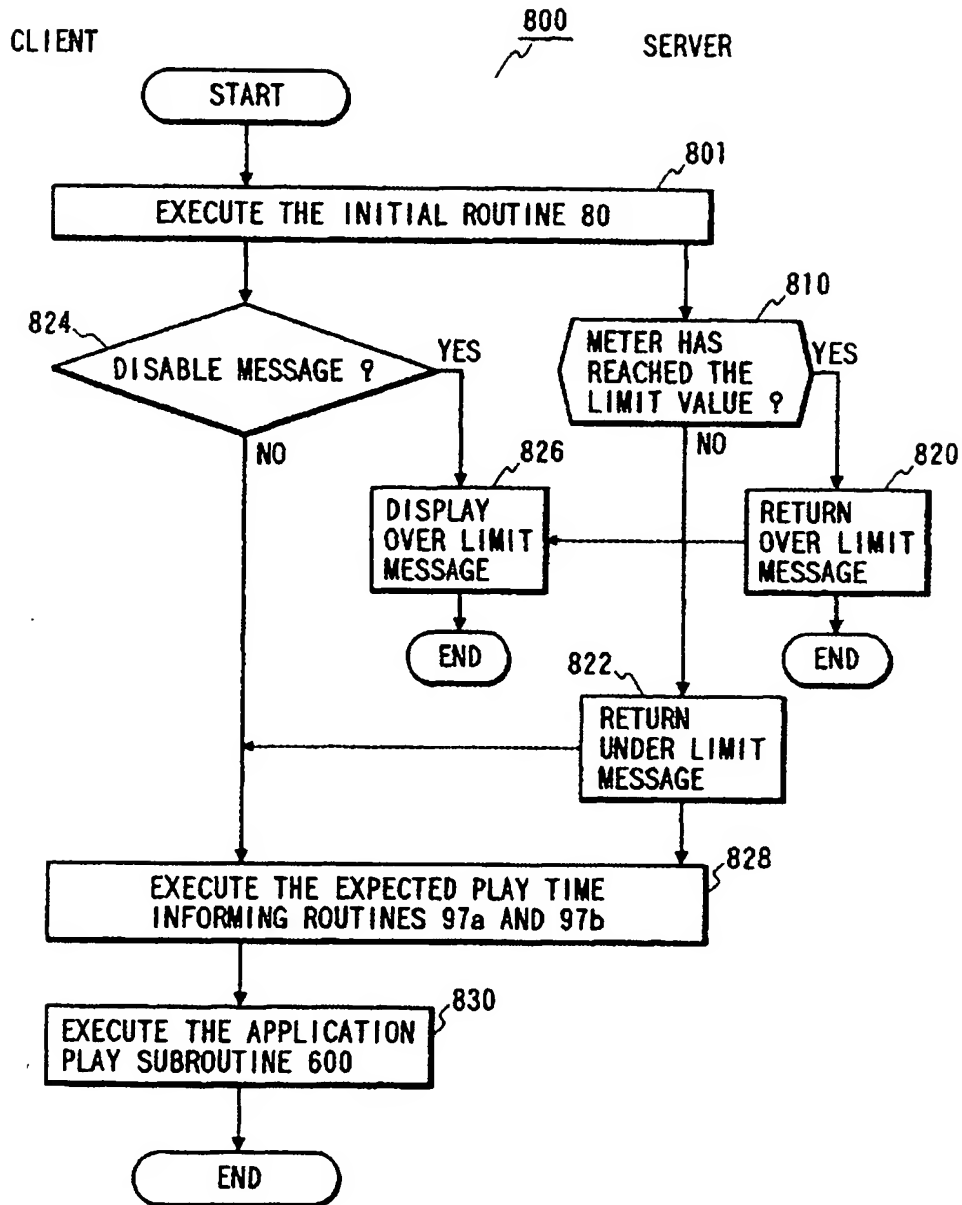 CLIENT
800
SERVER
START
801
EXECUTE THE INITIAL ROUTINE 80
810
824
DISABLE MESSAGE ?
YES
METER HAS
REACHED THE
LIMIT VALUE ?
YES
NO
NO
826
820
DISPLAY
OVER LIMIT
MESSAGE
RETURN
OVER LIMIT
MESSAGE
END
END
822
RETURN
UNDER LIMIT
MESSAGE
828
EXECUTE THE EXPECTED PLAY TIME
INFORMING ROUTINES 97a AND 97b
830
EXECUTE THE APPLICATION
PLAY SUBROUTINE 600
END